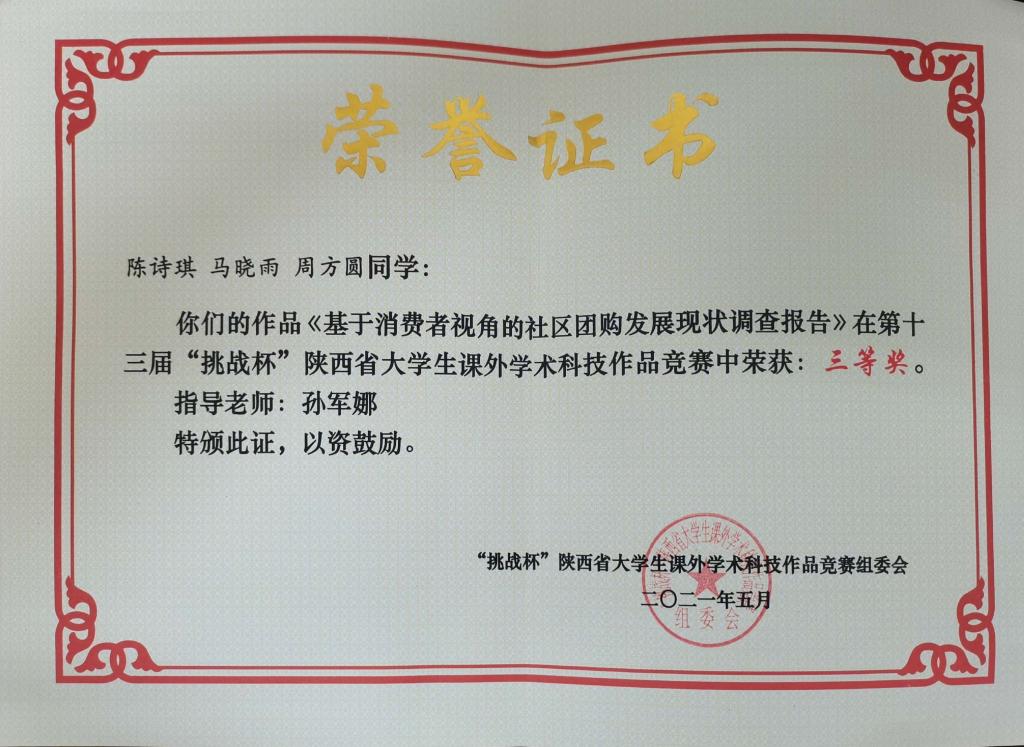 荣誉证书
陈诗琪 马晓雨 周方圆同学：
你们的作品《基于消费者视角的社区团购发展现状调查报告》在第十
三届“挑战杯”陕西省大学生课外学术科技作品竞赛中荣获：三等奖。
指导老师：孙军娜
特颁此证，以资鼓励。
“挑战杯”陕西省大学生课外学术科技作品竞赛组委会
二〇二一年五月
组委会